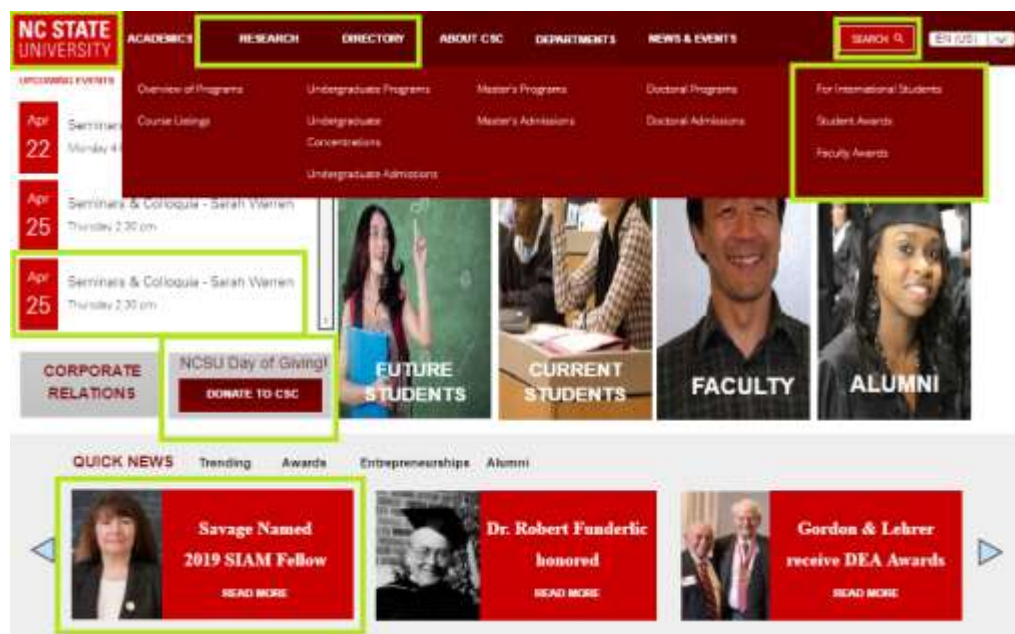 NC STATE
UNIVERSITY
ACADEMICS RESEARCH DIRECTORY ABOUT CSC DEPARTMENTS NEWS & EVENTS SEARCH EN (US)
UPCOMING EVENTS
Overview of Programs Undergraduate Programs Master's Programs Doctoral Programs For International Students
Course Listings Undergraduate Concentrations Master's Admissions Doctoral Admissions Student Awards
Undergraduate Admissions Faculty Awards
Apr
22
Seminars
Monday 4
Apr
25
Seminars & Colloquia - Sarah Warren
Thursday 2:30 pm
Apr
25
Seminars & Colloquia - Sarah Warren
Thursday 2:30 pm
CORPORATE
RELATIONS
NCSU Day of Giving!
DONATE TO CSC
FUTURE
STUDENTS
CURRENT
STUDENTS
FACULTY
ALUMNI
QUICK NEWS Trending Awards Entrepreneurships Alumni
Savage Named
2019 SIAM Fellow
READ MORE
Dr. Robert Funderlic
honored
READ MORE
Gordon & Lehrer
receive DEA Awards
READ MORE